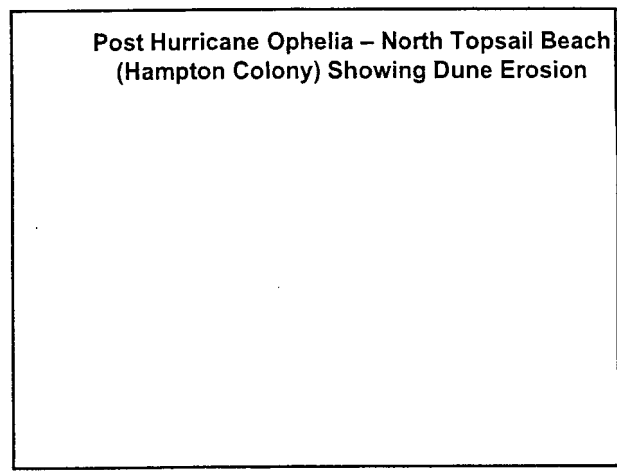 Post Hurricane Ophelia – North Topsail Beach
(Hampton Colony) Showing Dune Erosion